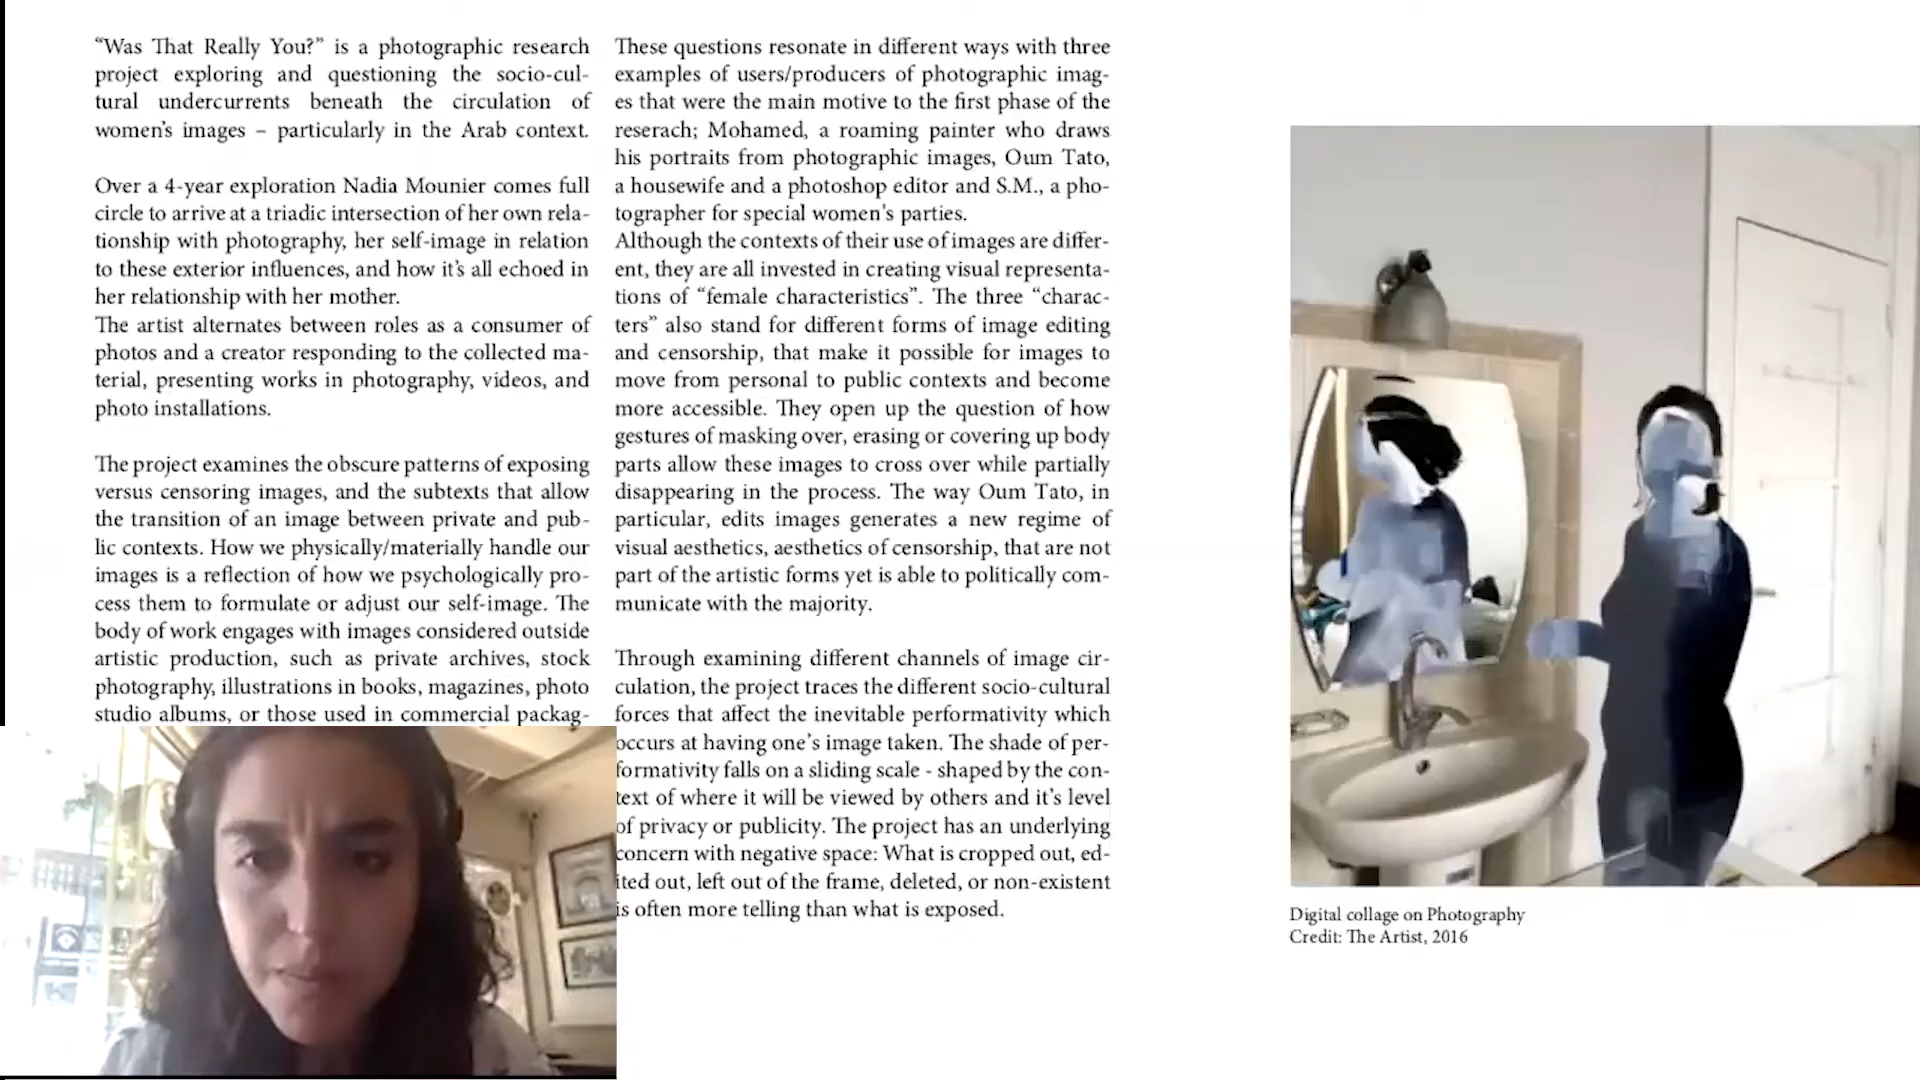 “Was That Really You?” is a photographic research
project exploring and questioning the socio-cul-
tural undercurrents beneath the circulation of
women’s images – particularly in the Arab context.
Over a 4-year exploration Nadia Mounier comes full
circle to arrive at a triadic intersection of her own rela-
tionship with photography, her self-image in relation
to these exterior influences, and how it’s all echoed in
her relationship with her mother.
The artist alternates between roles as a consumer of
photos and a creator responding to the collected ma-
terial, presenting works in photography, videos, and
photo installations.
The project examines the obscure patterns of exposing
versus censoring images, and the subtexts that allow
the transition of an image between private and pub-
lic contexts. How we physically/materially handle our
images is a reflection of how we psychologically pro-
cess them to formulate or adjust our self-image. The
body of work engages with images considered outside
artistic production, such as private archives, stock
photography, illustrations in books, magazines, photo
studio albums, or those used in commercial packag-
These questions resonate in different ways with three
examples of users/producers of photographic imag-
es that were the main motive to the first phase of the
reserach; Mohamed, a roaming painter who draws
his portraits from photographic images, Oum Tato,
a housewife and a photoshop editor and S.M., a pho-
tographer for special women’s parties.
Although the contexts of their use of images are differ-
ent, they are all invested in creating visual representa-
tions of “female characteristics”. The three “charac-
ters” also stand for different forms of image editing
and censorship, that make it possible for images to
move from personal to public contexts and become
more accessible. They open up the question of how
gestures of masking over, erasing or covering up body
parts allow these images to cross over while partially
disappearing in the process. The way Oum Tato, in
particular, edits images generates a new regime of
visual aesthetics, aesthetics of censorship, that are not
part of the artistic forms yet is able to politically com-
municate with the majority.
Through examining different channels of image cir-
culation, the project traces the different socio-cultural
forces that affect the inevitable performativity which
occurs at having one’s image taken. The shade of per-
formativity falls on a sliding scale - shaped by the con-
text of where it will be viewed by others and it’s level
of privacy or publicity. The project has an underlying
concern with negative space: What is cropped out, ed-
ited out, left out of the frame, deleted, or non-existent
is often more telling than what is exposed.
Digital collage on Photography
Credit: The Artist, 2016